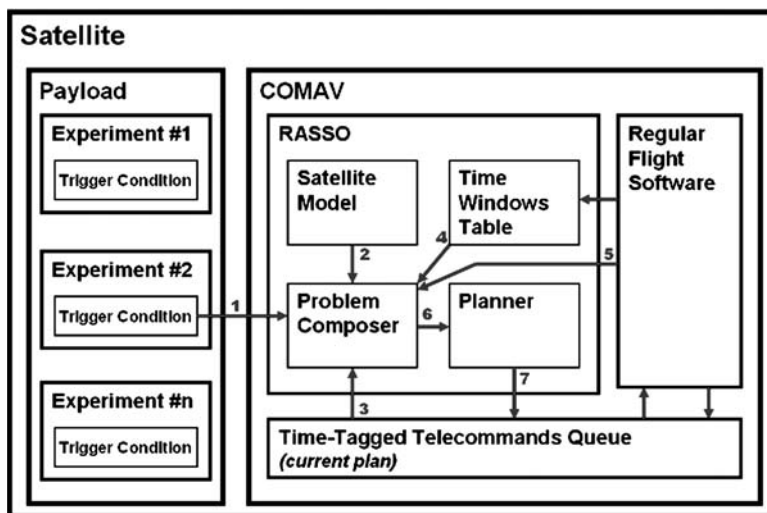 Satellite
Payload
Experiment #1
Trigger Condition
Experiment #2
Trigger Condition
Experiment #n
Trigger Condition
COMAV
RASSO
Satellite
Model
Time
Windows
Table
Problem
Composer
Planner
Regular
Flight
Software
Time-Tagged Telecommands Queue
(current plan)
1
2
3
4
5
6
7